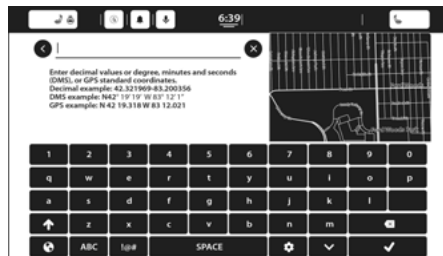 6:39
Enter decimal values or degree, minutes and seconds
(DMS), or GPS standard coordinates.
Decimal example: 42.321969-83.200356
DMS example: N42° 19' 19' W 83° 12' 1"
GPS example: N 42 19.318 W 83 12.021
1 2 3 4 5 6 7 8 9 0
q w e r t y u i o p
a s d f g h j k l
z x c v b n m
ABC !@# SPACE